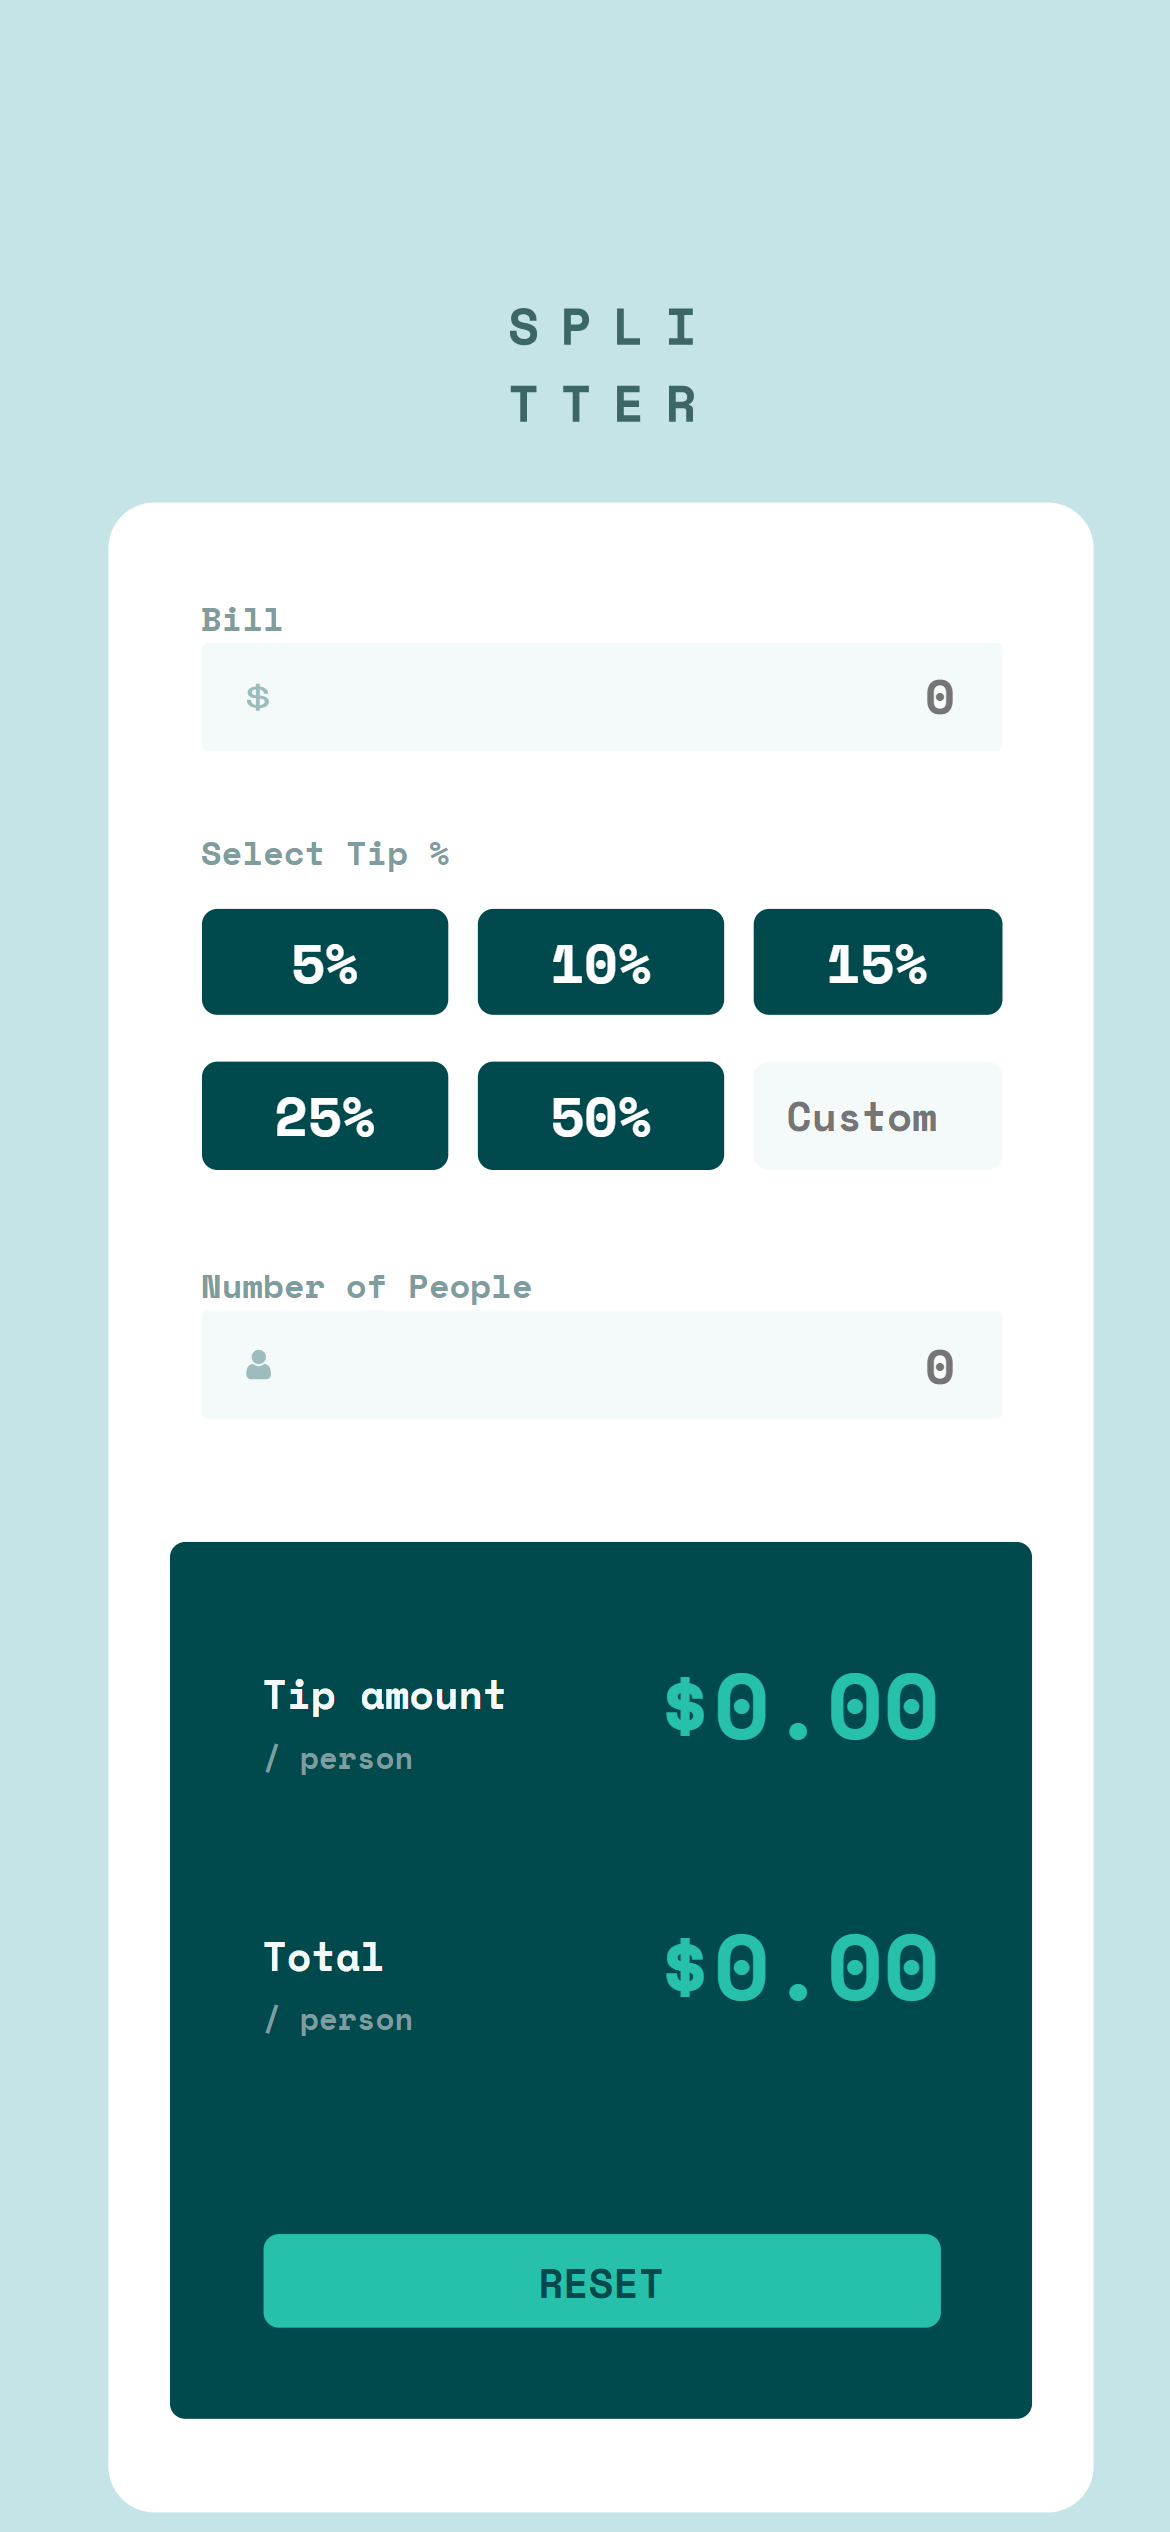 S P L I
T T E R
Bill
$ 0
Select Tip %
5% 10% 15%
25% 50% Custom
Number of People
0
Tip amount $0.00
/ person
Total $0.00
/ person
RESET